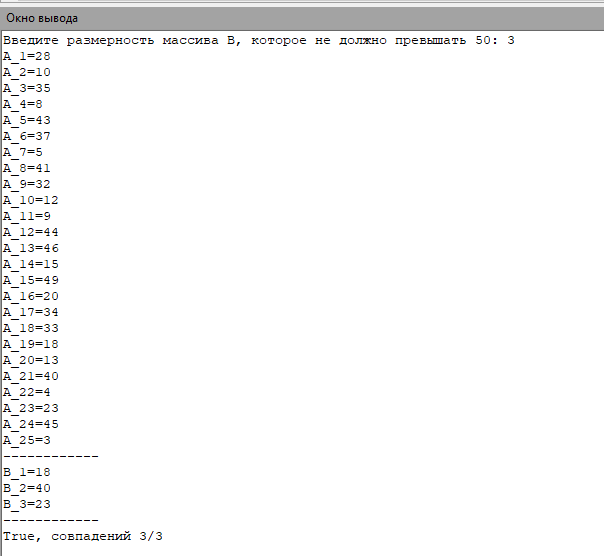 Окно вывода
Введите размерность массива B, которое не должно превышать 50: 3
A_1=28
A_2=10
A_3=35
A_4=8
A_5=43
A_6=37
A_7=5
A_8=41
A_9=32
A_10=12
A_11=9
A_12=44
A_13=46
A_14=15
A_15=49
A_16=20
A_17=34
A_18=33
A_19=18
A_20=13
A_21=40
A_22=4
A_23=23
A_24=45
A_25=3
------------
B_1=18
B_2=40
B_3=23
------------
True, совпадений 3/3